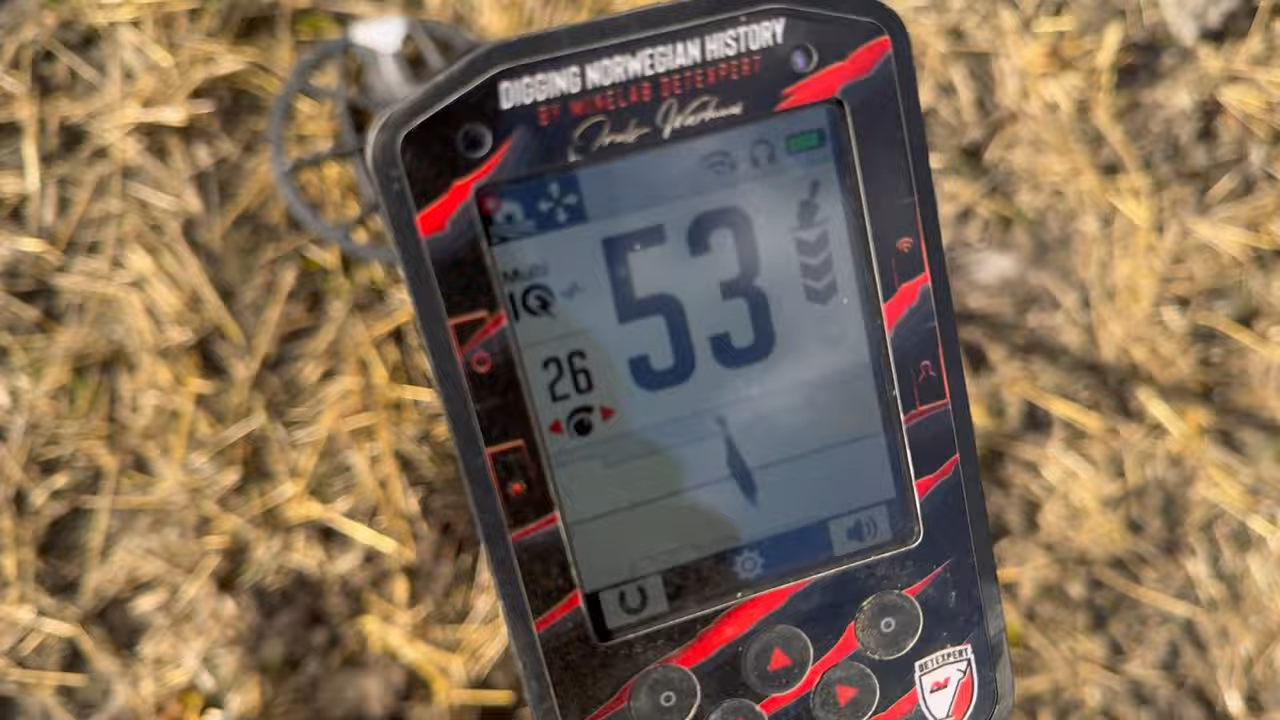 DIGGING NORWEGIAN HISTORY
BY MINELAB DETEXPERT
53
Multi
IQ
26
DETEXPERT